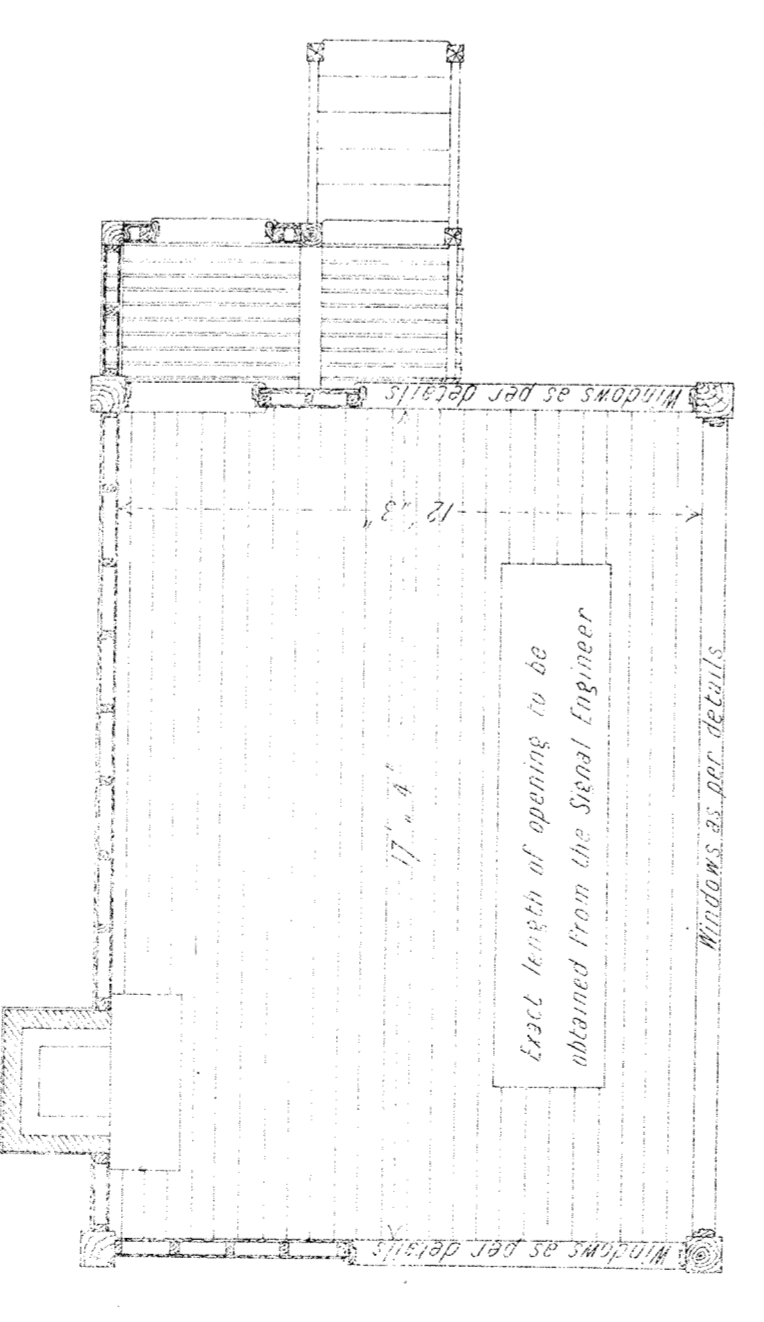 Windows as per details
12' „ 3"
Exact length of opening to be
obtained from the Signal Engineer
17' „ 4"
Windows as per details
Windows as per details